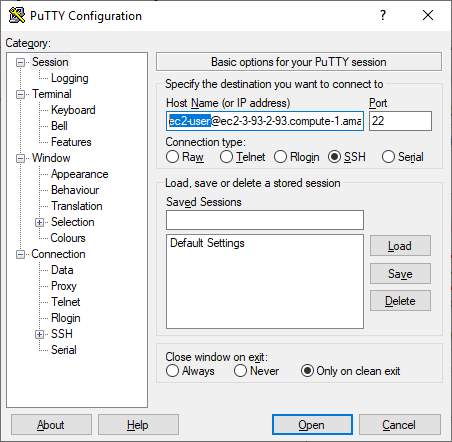 PuTTY Configuration
?
Category:
Session
Logging
Terminal
Keyboard
Bell
Features
Window
Appearance
Behaviour
Translation
Selection
Colours
Connection
Data
Proxy
Telnet
Rlogin
SSH
Serial
Basic options for your PuTTY session
Specify the destination you want to connect to
Host Name (or IP address) Port
ec2-user@ec2-3-93-2-93.compute-1.ama 22
Connection type:
Raw Telnet Rlogin SSH Serial
Load, save or delete a stored session
Saved Sessions
Default Settings
Load
Save
Delete
Close window on exit:
Always Never Only on clean exit
About Help Open Cancel